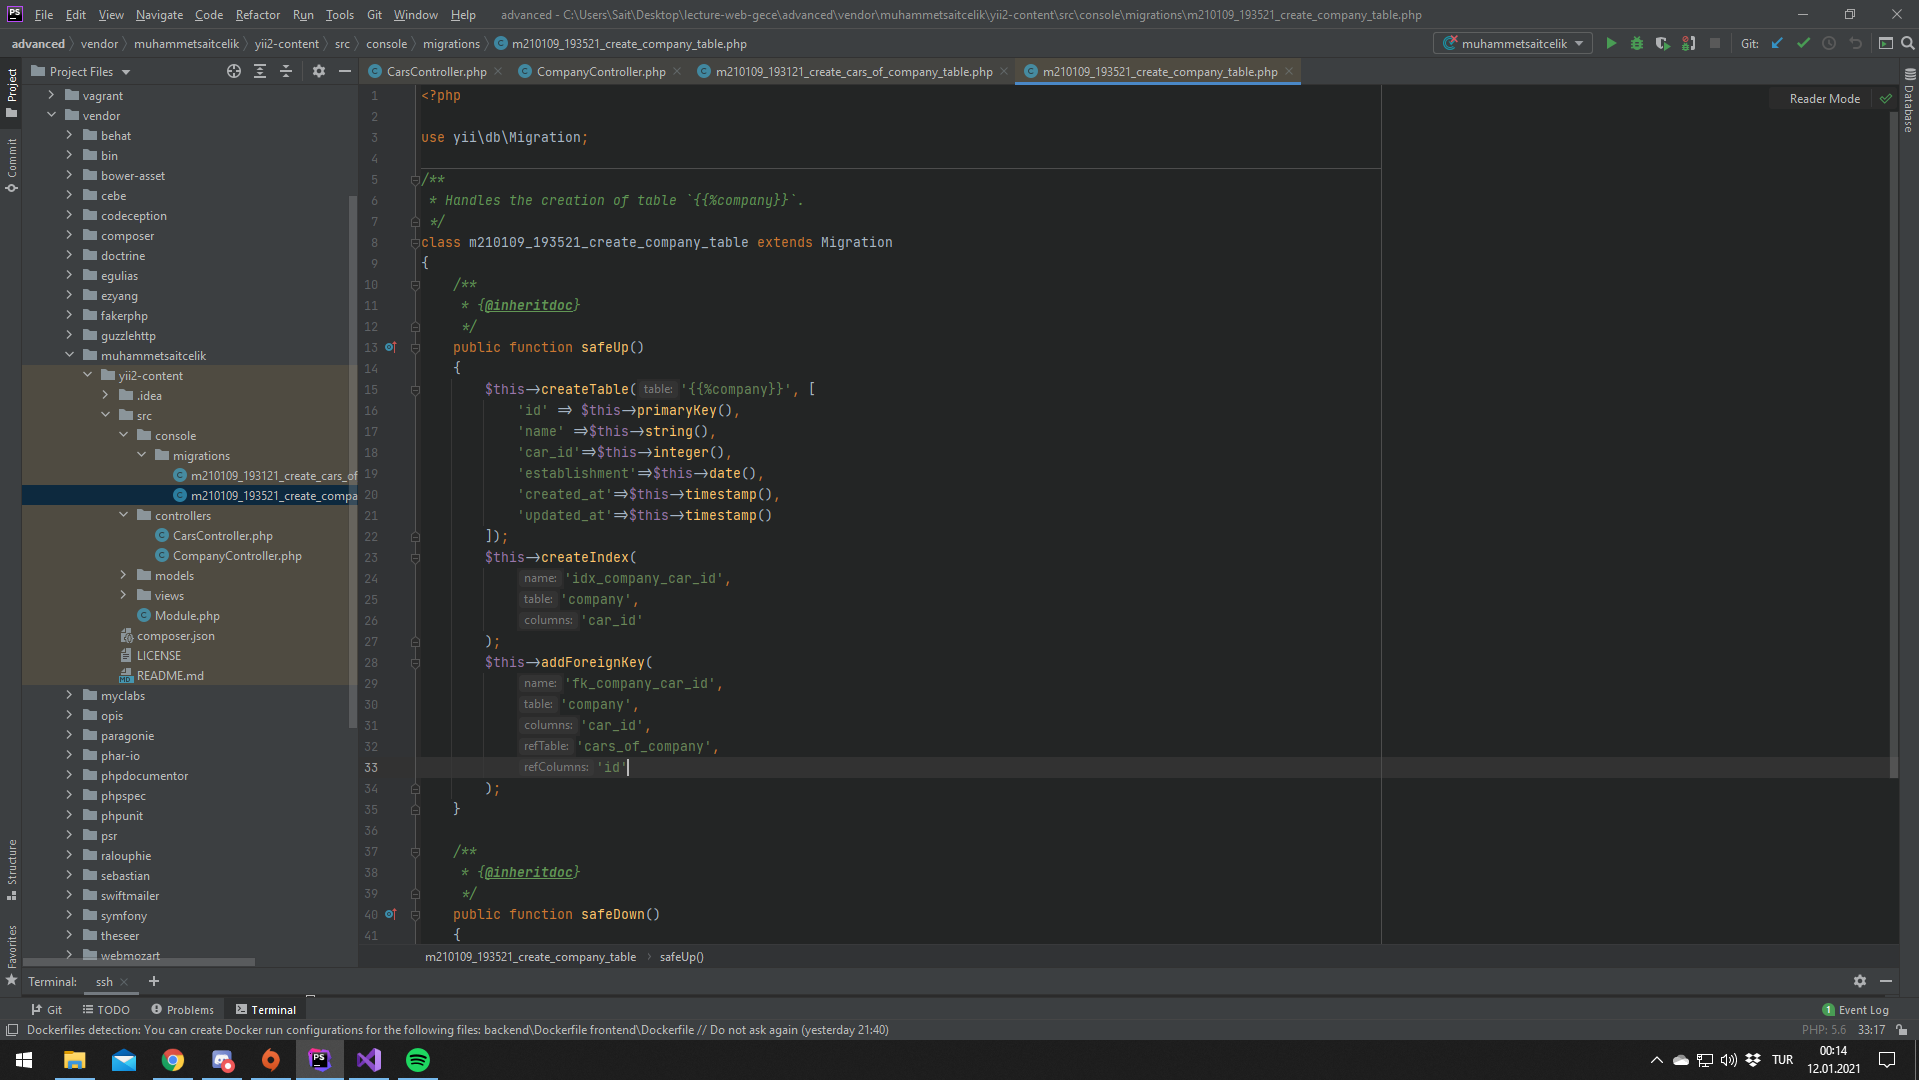 File Edit View Navigate Code Refactor Run Tools Git Window Help advanced - C:\Users\Sait\Desktop\lecture-web-gece\advanced\vendor\muhammetsaitcelik\yii2-content\src\console\migrations\m210109_193521_create_company_table.php
advanced vendor muhammetsaitcelik yii2-content src console migrations m210109_193521_create_company_table.php muhammetsaitcelik Git:
Project Files CarsController.php CompanyController.php m210109_193121_create_cars_of_company_table.php m210109_193521_create_company_table.php
Reader Mode
Project
Commit
Structure
Favorites
Database
vagrant
vendor
behat
bin
bower-asset
cebe
codeception
composer
doctrine
egulias
ezyang
fakerphp
guzzlehttp
muhammetsaitcelik
yii2-content
.idea
src
console
migrations
m210109_193121_create_cars_of
m210109_193521_create_compa
controllers
CarsController.php
CompanyController.php
models
views
Module.php
composer.json
LICENSE
README.md
myclabs
opis
paragonie
phar-io
phpdocumentor
phpspec
phpunit
psr
ralouphie
sebastian
swiftmailer
symfony
theseer
webmozart
1 <?php
2
3 use yii\db\Migration;
4
5 /**
6 * Handles the creation of table `{{%company}}`.
7 */
8 class m210109_193521_create_company_table extends Migration
9 {
10 /**
11 * {@inheritdoc}
12 */
13 public function safeUp()
14 {
15 $this->createTable( table: '{{%company}}', [
16 'id' => $this->primaryKey(),
17 'name' =>$this->string(),
18 'car_id'=>$this->integer(),
19 'establishment'=>$this->date(),
20 'created_at'=>$this->timestamp(),
21 'updated_at'=>$this->timestamp()
22 ]);
23 $this->createIndex(
24 name: 'idx_company_car_id',
25 table: 'company',
26 columns: 'car_id'
27 );
28 $this->addForeignKey(
29 name: 'fk_company_car_id',
30 table: 'company',
31 columns: 'car_id',
32 refTable: 'cars_of_company',
33 refColumns: 'id'
34 );
35 }
36
37 /**
38 * {@inheritdoc}
39 */
40 public function safeDown()
41 {
m210109_193521_create_company_table safeUp()
Terminal: ssh
Git TODO Problems Terminal 1 Event Log
Dockerfiles detection: You can create Docker run configurations for the following files: backend\Dockerfile frontend\Dockerfile // Do not ask again (yesterday 21:40) PHP: 5.6 33:17
TUR 00:14
12.01.2021